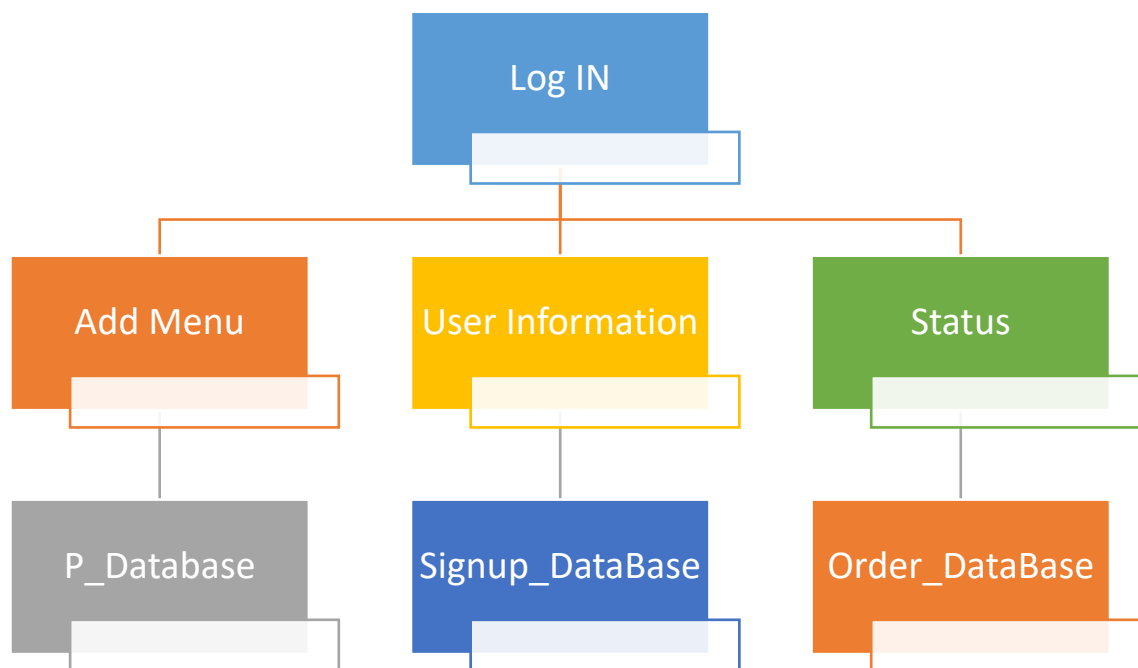 Log IN
Add Menu
User Information
Status
P_Database
Signup_DataBase
Order_DataBase